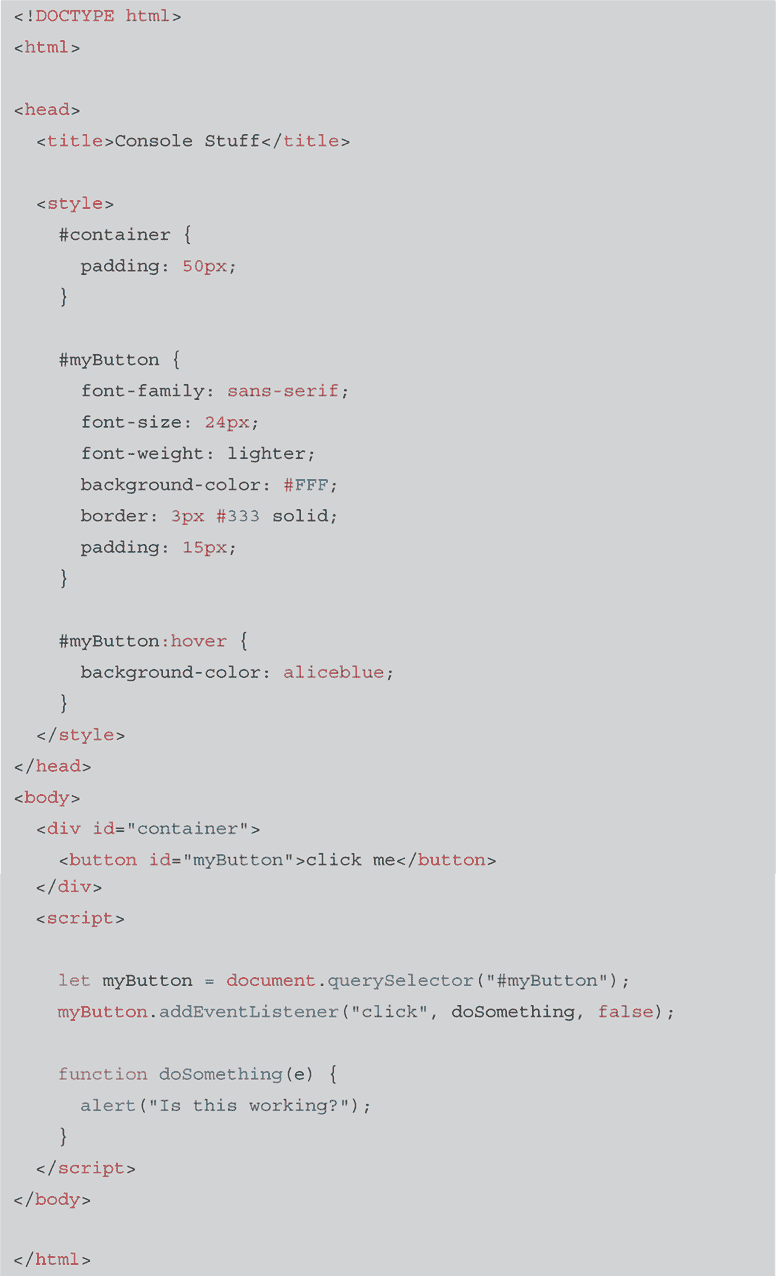 <!DOCTYPE html>
<html>
<head>
<title>Console Stuff</title>
<style>
#container {
padding: 50px;
}
#myButton {
font-family: sans-serif;
font-size: 24px;
font-weight: lighter;
background-color: #FFF;
border: 3px #333 solid;
padding: 15px;
}
#myButton:hover {
background-color: aliceblue;
}
</style>
</head>
<body>
<div id="container">
<button id="myButton">click me</button>
</div>
<script>
let myButton = document.querySelector("#myButton");
myButton.addEventListener("click", doSomething, false);
function doSomething(e) {
alert("Is this working?");
}
</script>
</body>
</html>